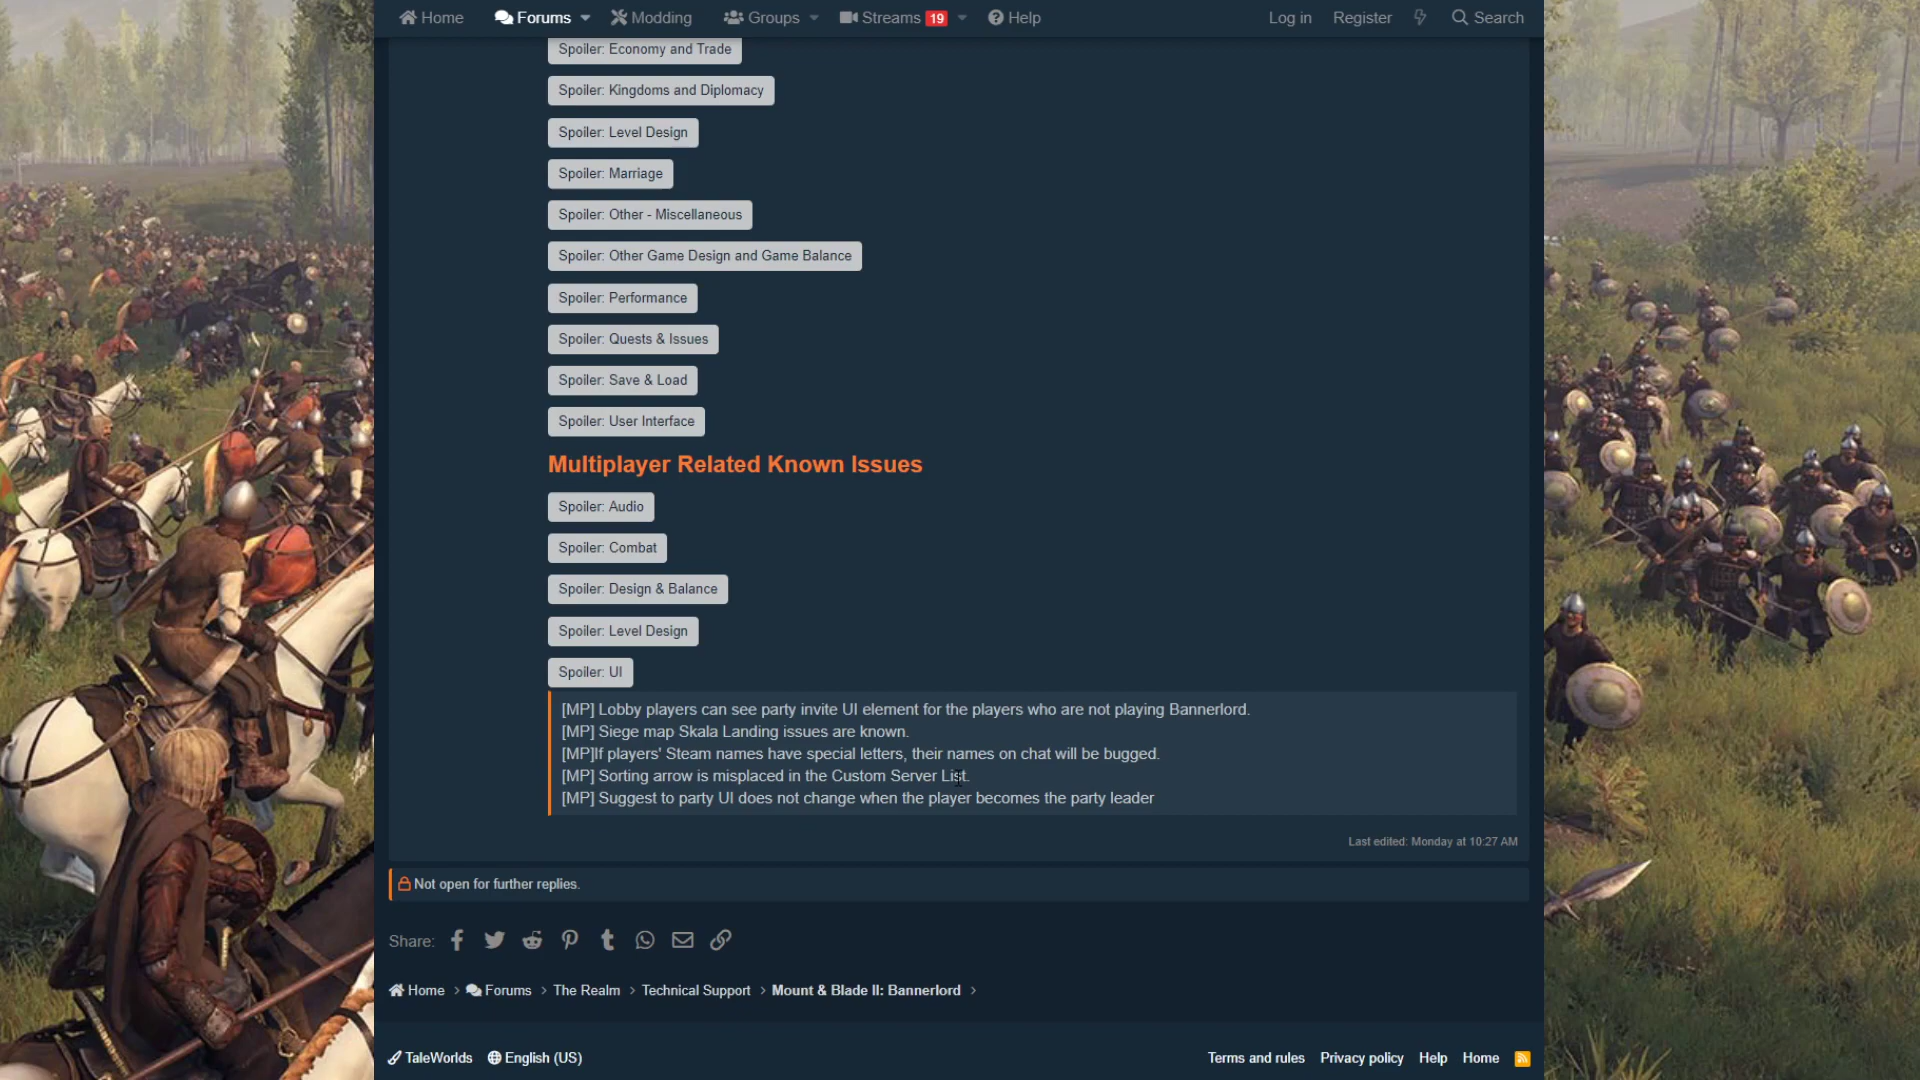 Home Forums Modding Groups Streams 19 Help Log in Register Search
Spoiler: Economy and Trade
Spoiler: Kingdoms and Diplomacy
Spoiler: Level Design
Spoiler: Marriage
Spoiler: Other - Miscellaneous
Spoiler: Other Game Design and Game Balance
Spoiler: Performance
Spoiler: Quests & Issues
Spoiler: Save & Load
Spoiler: User Interface
Multiplayer Related Known Issues
Spoiler: Audio
Spoiler: Combat
Spoiler: Design & Balance
Spoiler: Level Design
Spoiler: UI
[MP] Lobby players can see party invite UI element for the players who are not playing Bannerlord.
[MP] Siege map Skala Landing issues are known.
[MP]If players' Steam names have special letters, their names on chat will be bugged.
[MP] Sorting arrow is misplaced in the Custom Server List.
[MP] Suggest to party UI does not change when the player becomes the party leader
Last edited: Monday at 10:27 AM
Not open for further replies.
Share:
Home > Forums > The Realm > Technical Support > Mount & Blade II: Bannerlord >
TaleWorlds English (US) Terms and rules Privacy policy Help Home